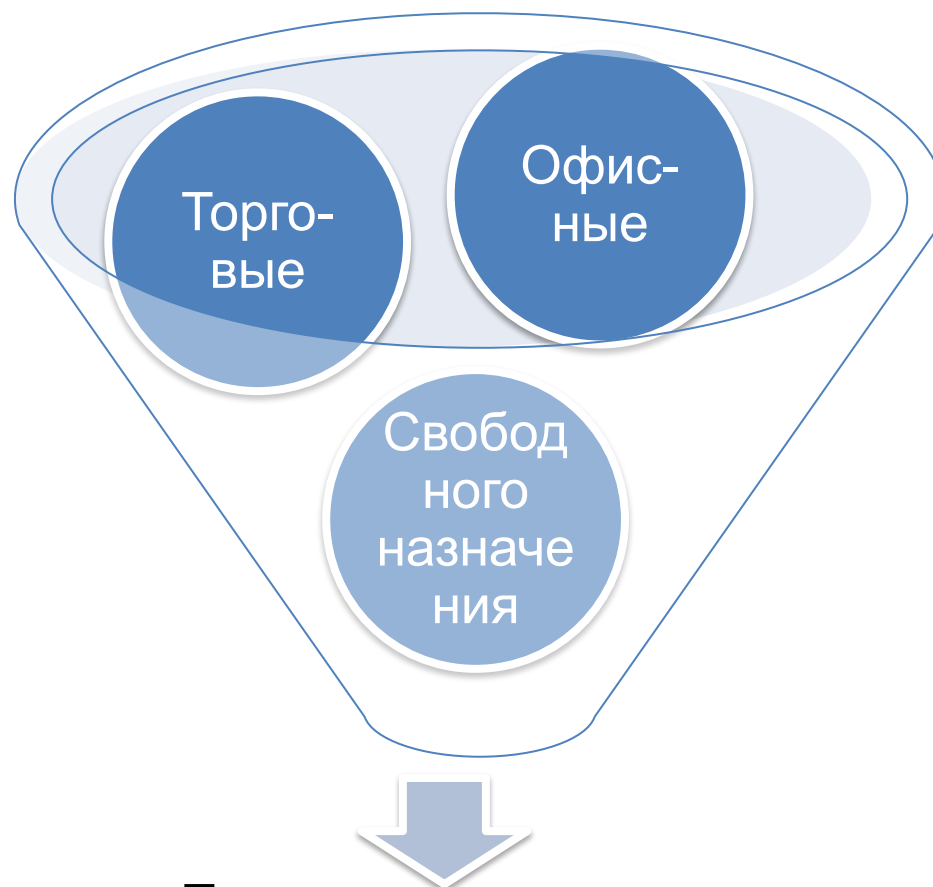 Торго-
вые
Офис-
ные
Свобод
ного
назначе
ния